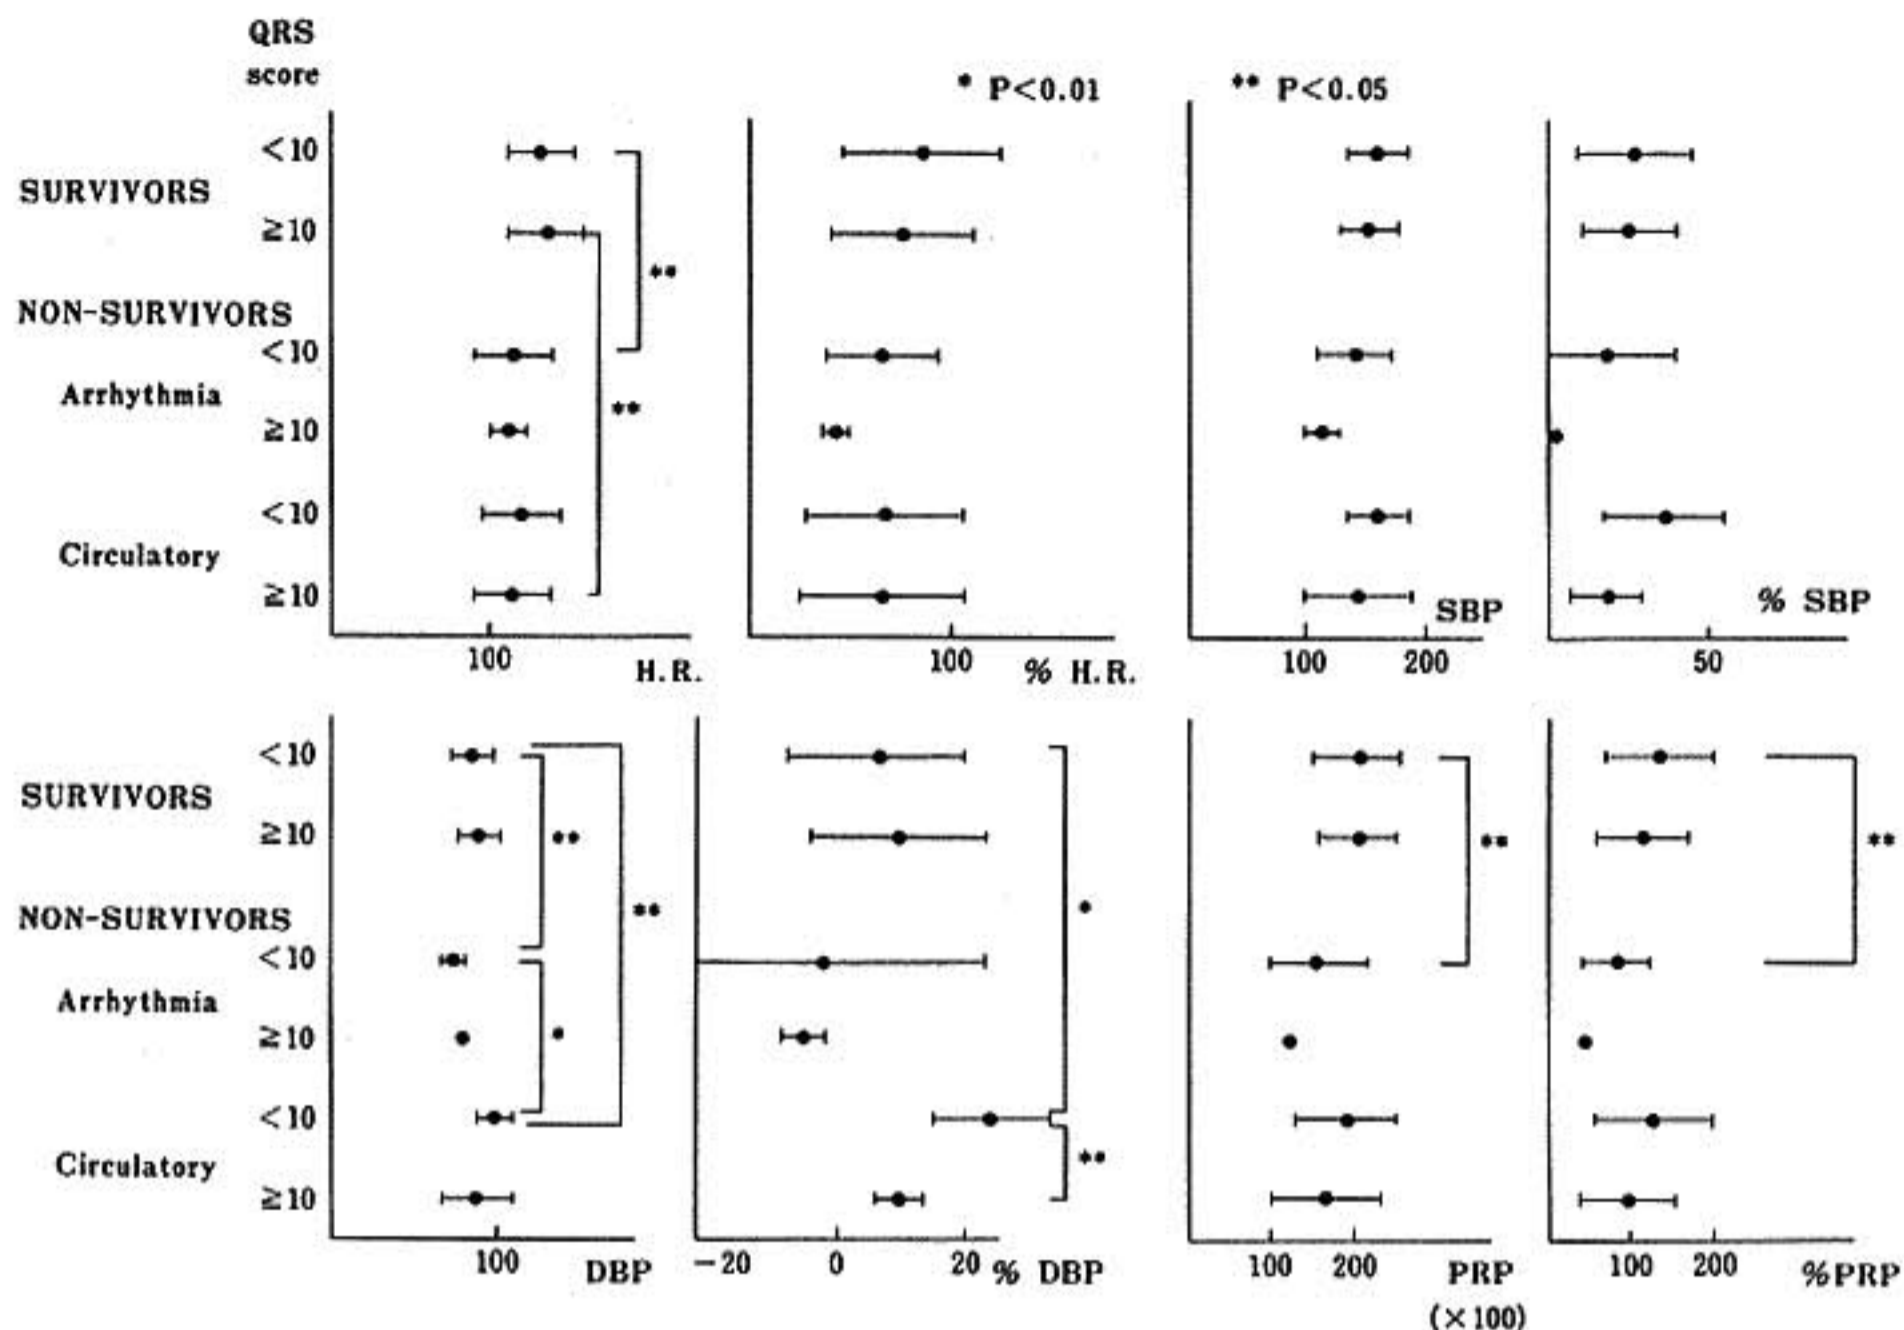 QRS
score
* P<0.01 ** P<0.05
<10
SURVIVORS
≧10
**
NON-SURVIVORS
<10
Arrhythmia
**
≧10
<10
Circulatory
≧10
SBP
% SBP
100
H.R.
100
% H.R.
100 200
50
<10
SURVIVORS
≧10
**
**
**
**
*
NON-SURVIVORS
<10
Arrhythmia
≧10
*
<10
Circulatory
**
≧10
100
DBP
-20 0 20 % DBP
100 200 PRP
(×100)
100 200 %PRP